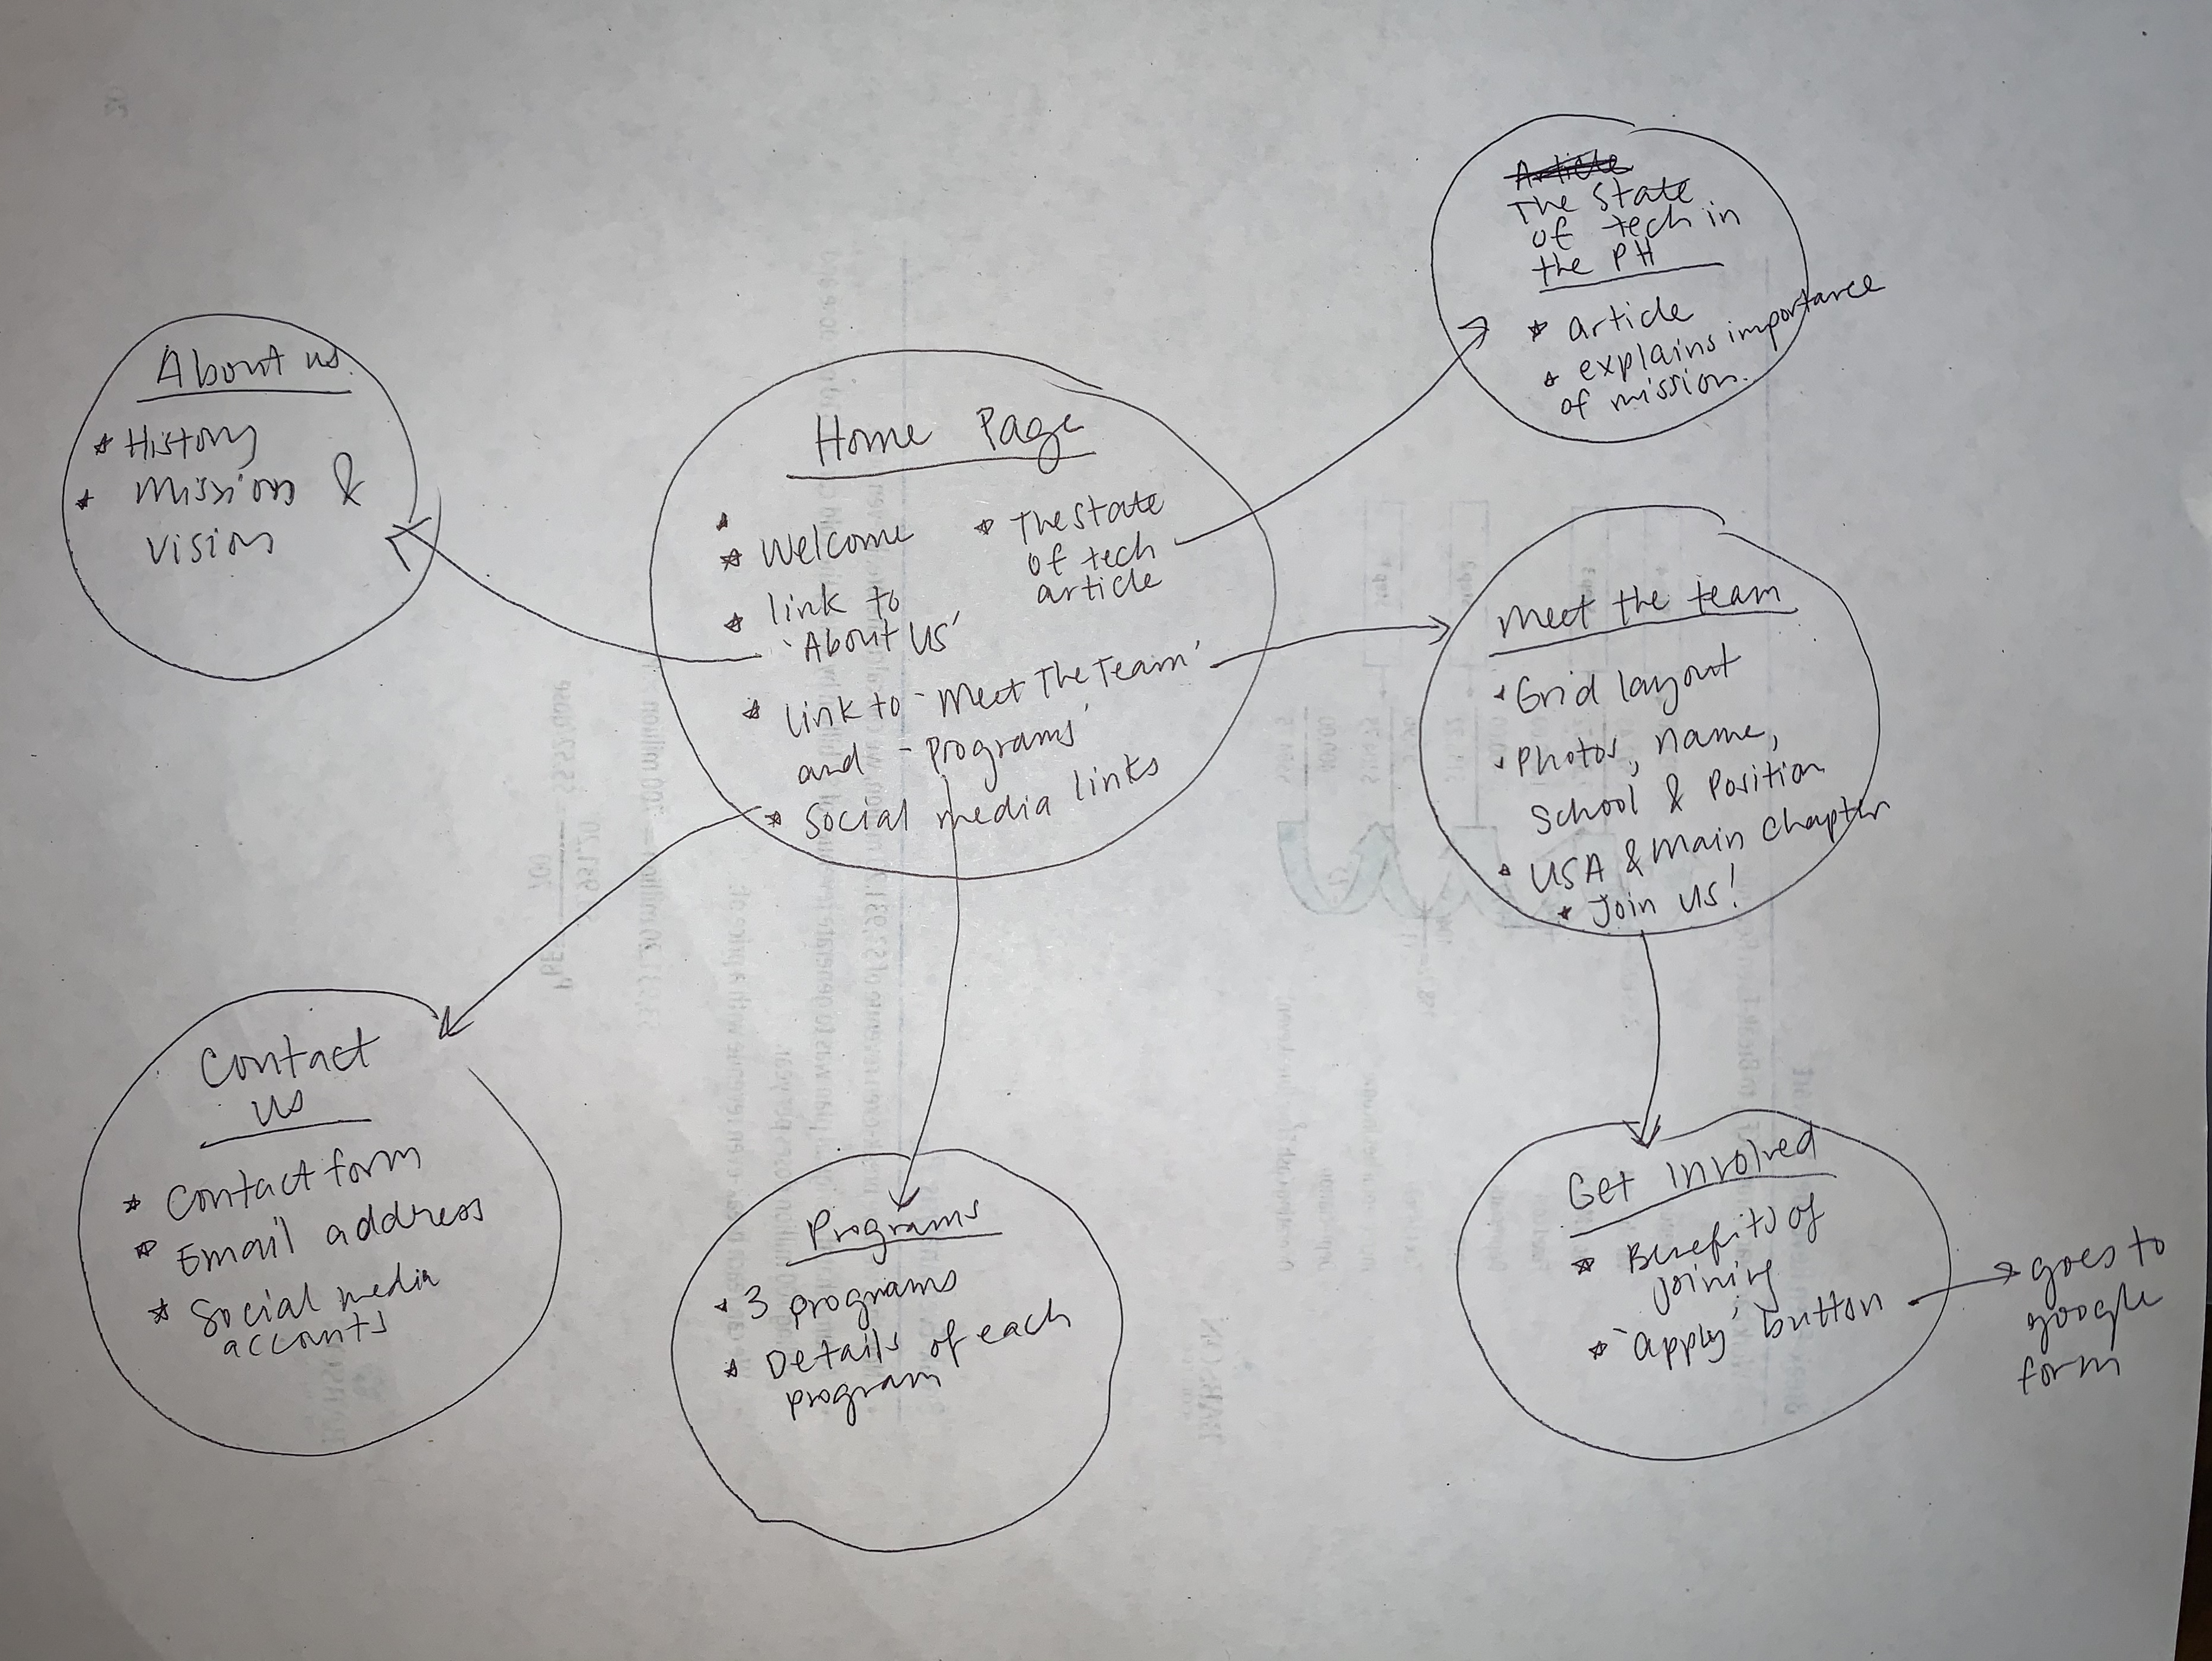 About us
* History
* mission &
vision
Home Page
* Welcome
* link to
'About Us'
* The state
of tech
article
* link to 'Meet The Team'
and 'Programs'
* Social media links
Article
The State
of tech in
the PH
* article
* explains importance
of mission.
Meet the team
* Grid layout
* Photos, name,
School & Position
* USA & Main Chapter
* Join us!
Contact
us
* Contact form
* Email address
* Social media
accounts
Programs
* 3 programs
* Details of each
program
Get involved
* Benefits of
joining
* 'apply' button
goes to
google
form